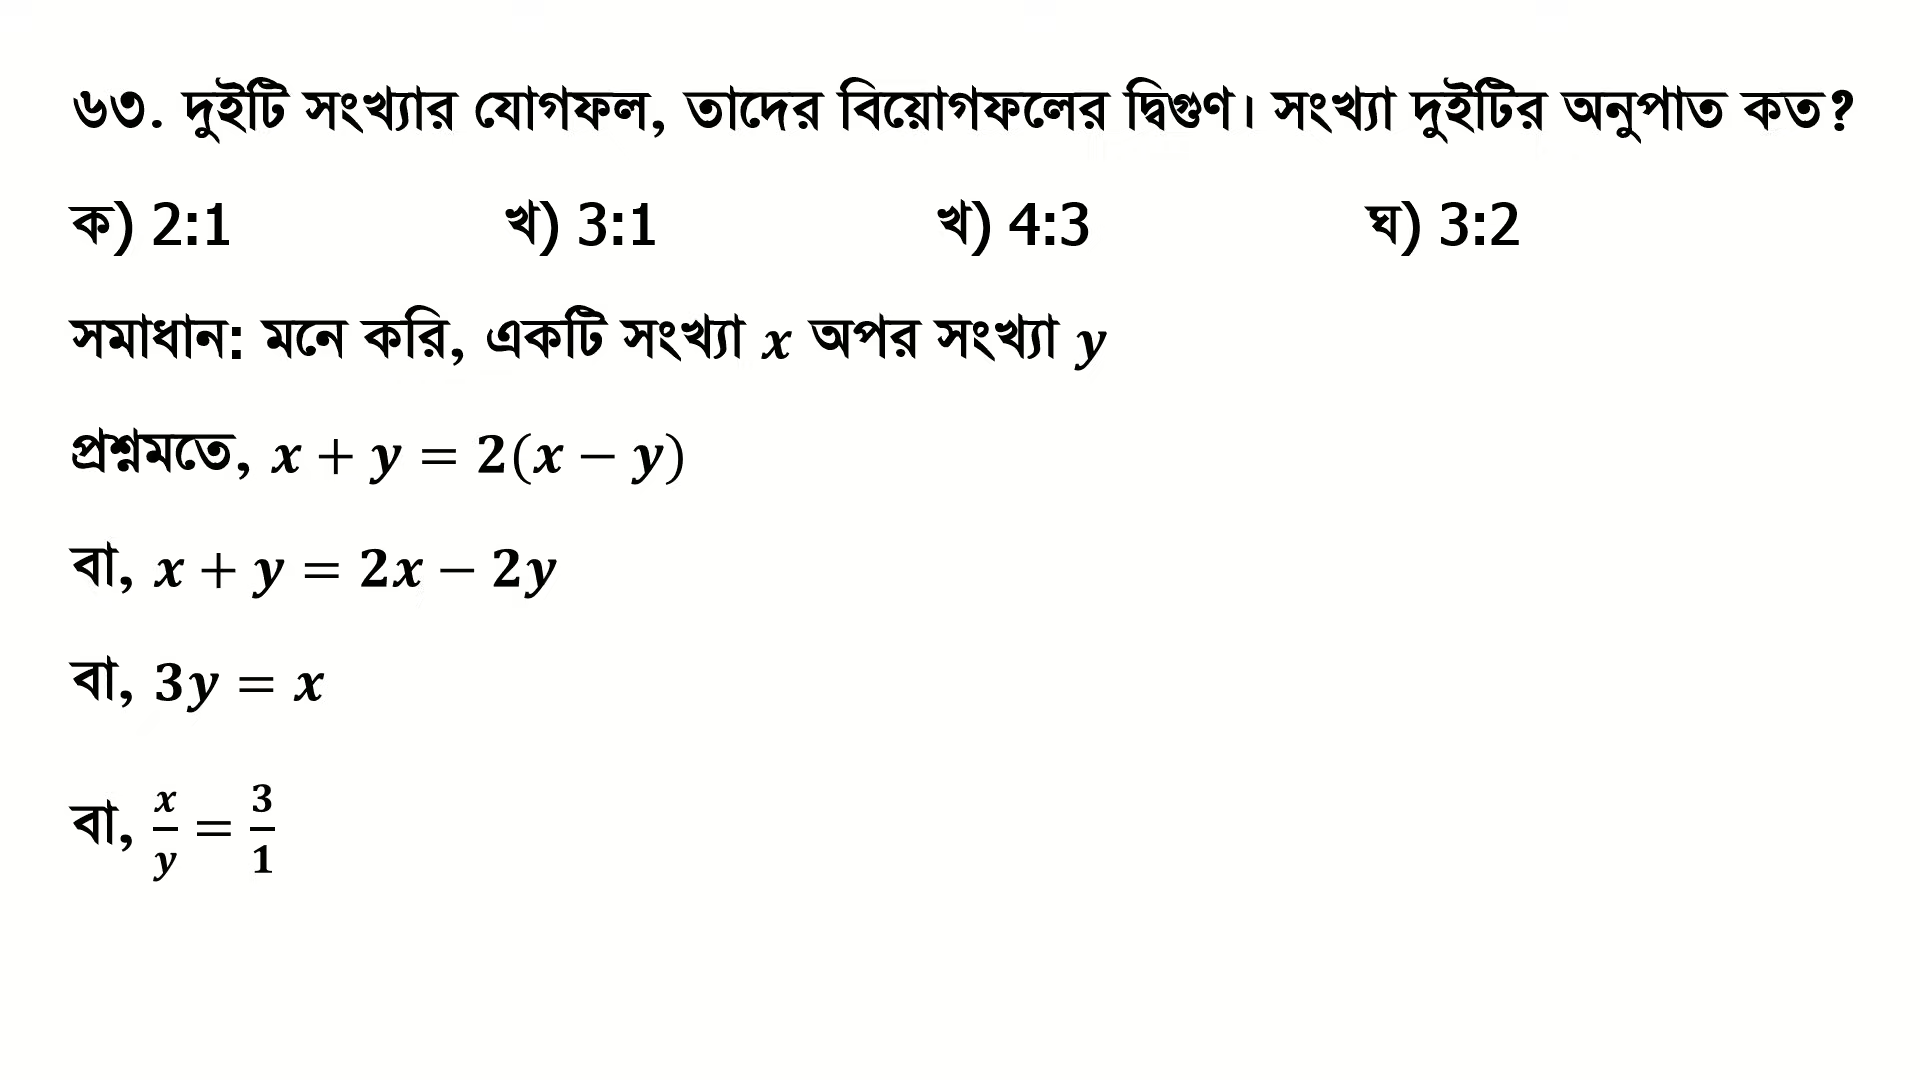 ৬৩. দুইটি সংখ্যার যোগফল, তাদের বিয়োগফলের দ্বিগুণ। সংখ্যা দুইটির অনুপাত কত?
ক) 2:1 খ) 3:1 খ) 4:3 ঘ) 3:2
সমাধান: মনে করি, একটি সংখ্যা x অপর সংখ্যা y
প্রশ্নমতে, x + y = 2(x − y)
বা, x + y = 2x − 2y
বা, 3y = x
বা, x/y = 3/1